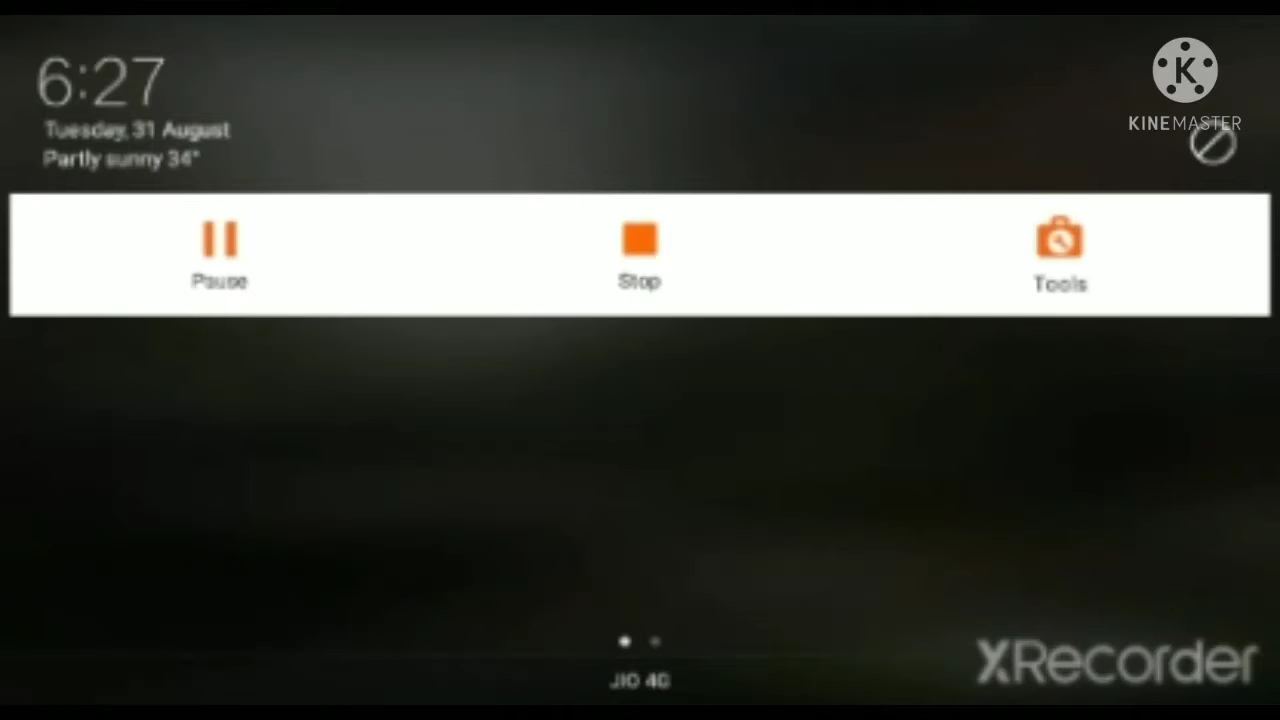 6:27
Tuesday, 31 August
Partly sunny 34°
K
KINEMASTER
Pause
Stop
Tools
JIO 4G
XRecorder